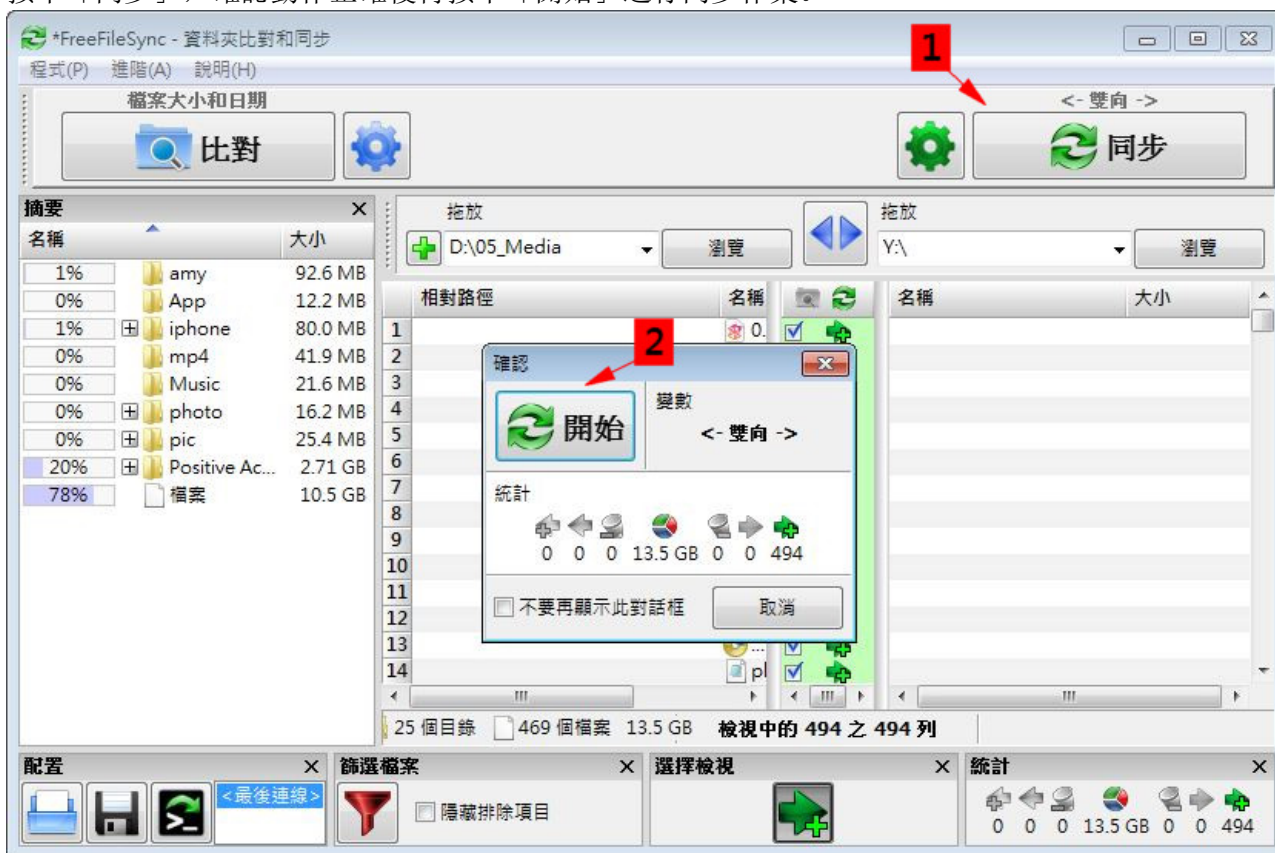 *FreeFileSync - 資料夾比對和同步
程式(P) 進階(A) 說明(H)
1
檔案大小和日期
<- 雙向 ->
比對
同步
摘要
名稱 大小
1% amy 92.6 MB
0% App 12.2 MB
1% iphone 80.0 MB
0% mp4 41.9 MB
0% Music 21.6 MB
0% photo 16.2 MB
0% pic 25.4 MB
20% Positive Ac... 2.71 GB
78% 檔案 10.5 GB
拖放 拖放
D:\05_Media 瀏覽 Y:\ 瀏覽
相對路徑 名稱 名稱 大小
1 0.
2
3
4
5
6
7
8
9
10
11
12
13 ...
14 pl
2
確認
開始
變數
<- 雙向 ->
統計
0 0 0 13.5 GB 0 0 494
不要再顯示此對話框 取消
25 個目錄 469 個檔案 13.5 GB 檢視中的 494 之 494 列
配置 篩選檔案 選擇檢視 統計
<最後連線>
隱藏排除項目
0 0 0 13.5 GB 0 0 494